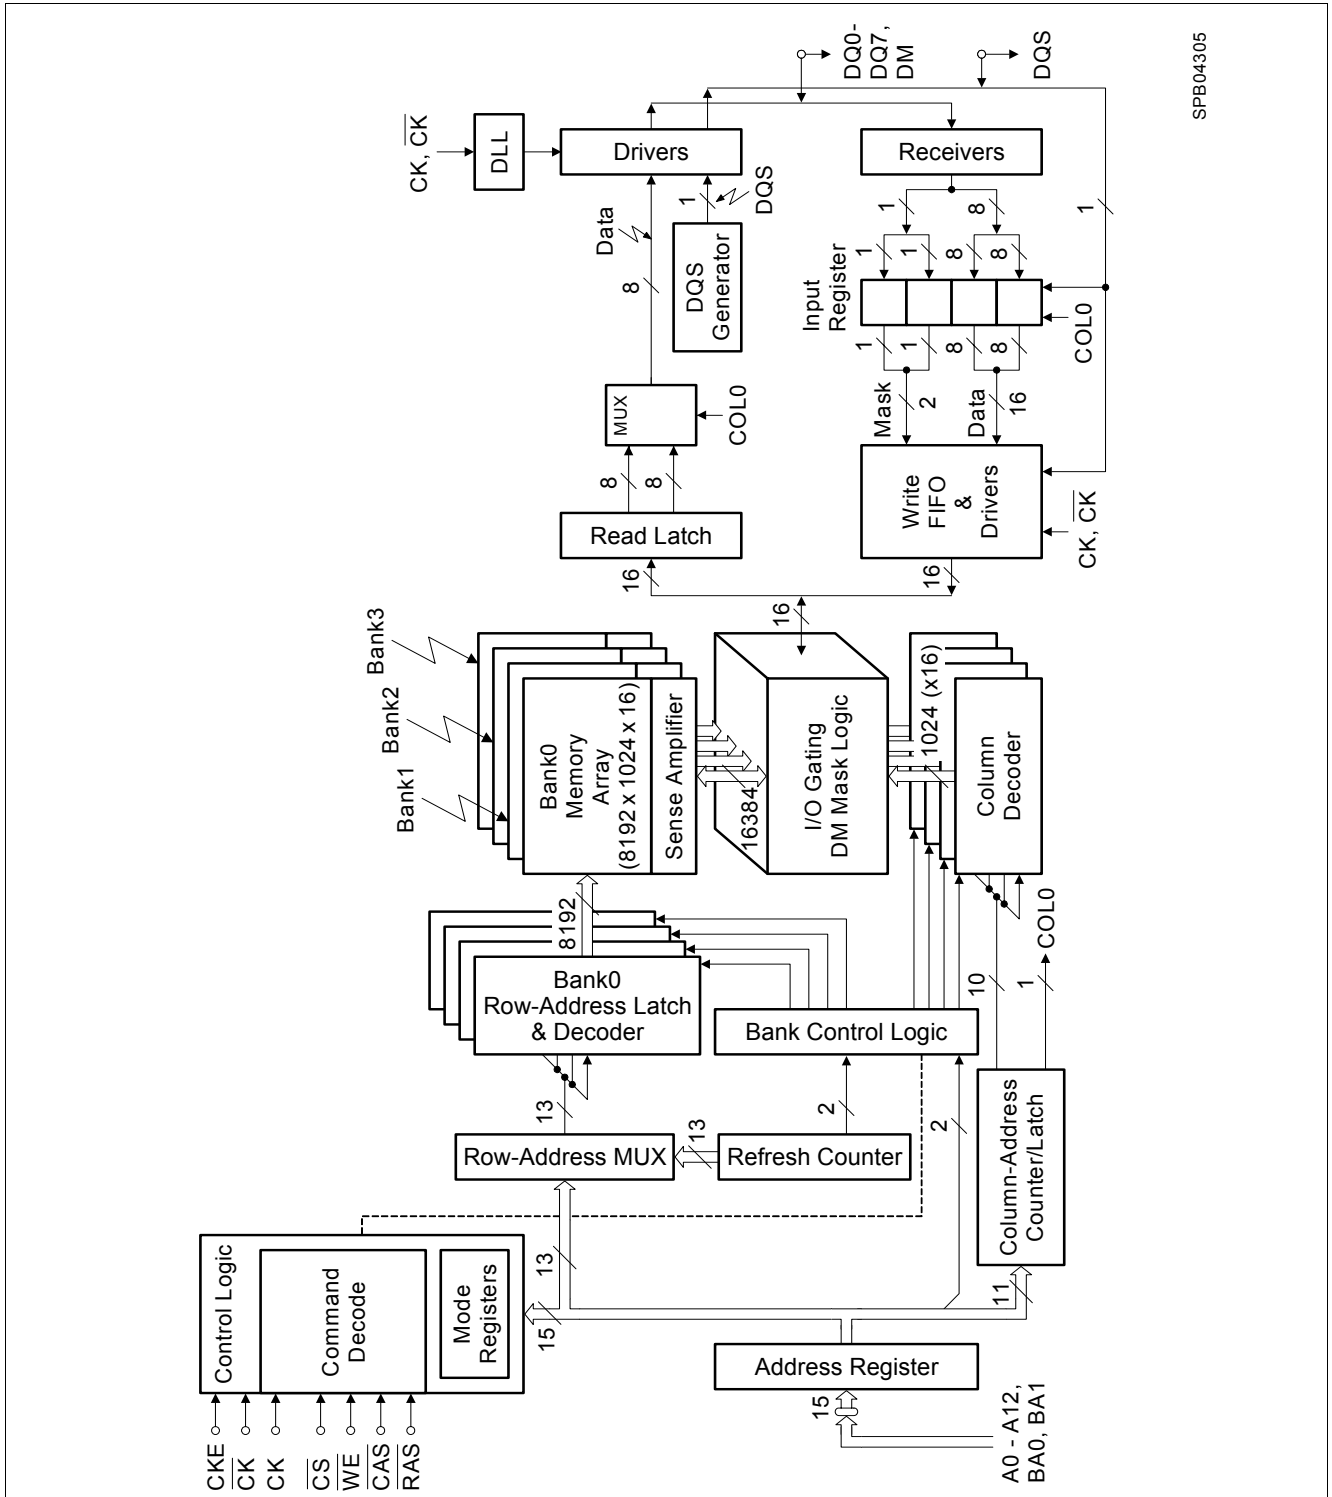 SPB04305
DQ0-
DQ7,
DM
DQS
CK, CK
DLL
Drivers
Receivers
1
DQS
Data
8
DQS
Generator
1
8
1
1
1
8
8
Input
Register
COL0
1
1
8
8
MUX
COL0
Mask
2
Data
16
8
8
Read Latch
Write
FIFO
&
Drivers
CK, CK
16
16
16
Bank3
Bank2
Bank1
Bank0
Memory
Array
(8192 x 1024 x 16)
Sense Amplifier
16384
I/O Gating
DM Mask Logic
1024 (x16)
Column
Decoder
8192
Bank0
Row-Address Latch
& Decoder
Bank Control Logic
10
1
COL0
13
2
2
Row-Address MUX
13
Refresh Counter
Column-Address
Counter/Latch
Control Logic
Command
Decode
Mode
Registers
15
13
11
Address Register
15
CKE
CK
CK
CS
WE
CAS
RAS
A0 - A12,
BA0, BA1